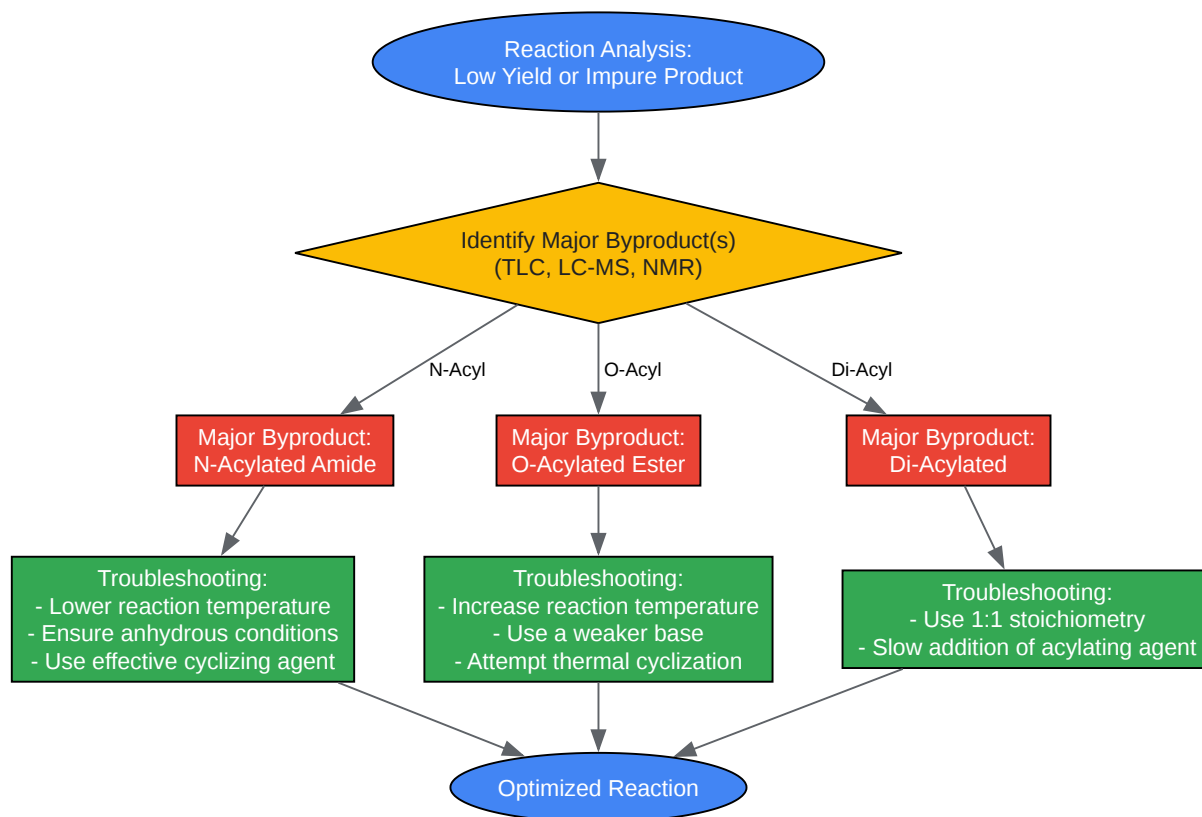 Reaction Analysis:
Low Yield or Impure Product
Identify Major Byproduct(s)
(TLC, LC-MS, NMR)
N-Acyl
O-Acyl
Di-Acyl
Major Byproduct:
N-Acylated Amide
Major Byproduct:
O-Acylated Ester
Major Byproduct:
Di-Acylated
Troubleshooting:
- Lower reaction temperature
- Ensure anhydrous conditions
- Use effective cyclizing agent
Troubleshooting:
- Increase reaction temperature
- Use a weaker base
- Attempt thermal cyclization
Troubleshooting:
- Use 1:1 stoichiometry
- Slow addition of acylating agent
Optimized Reaction